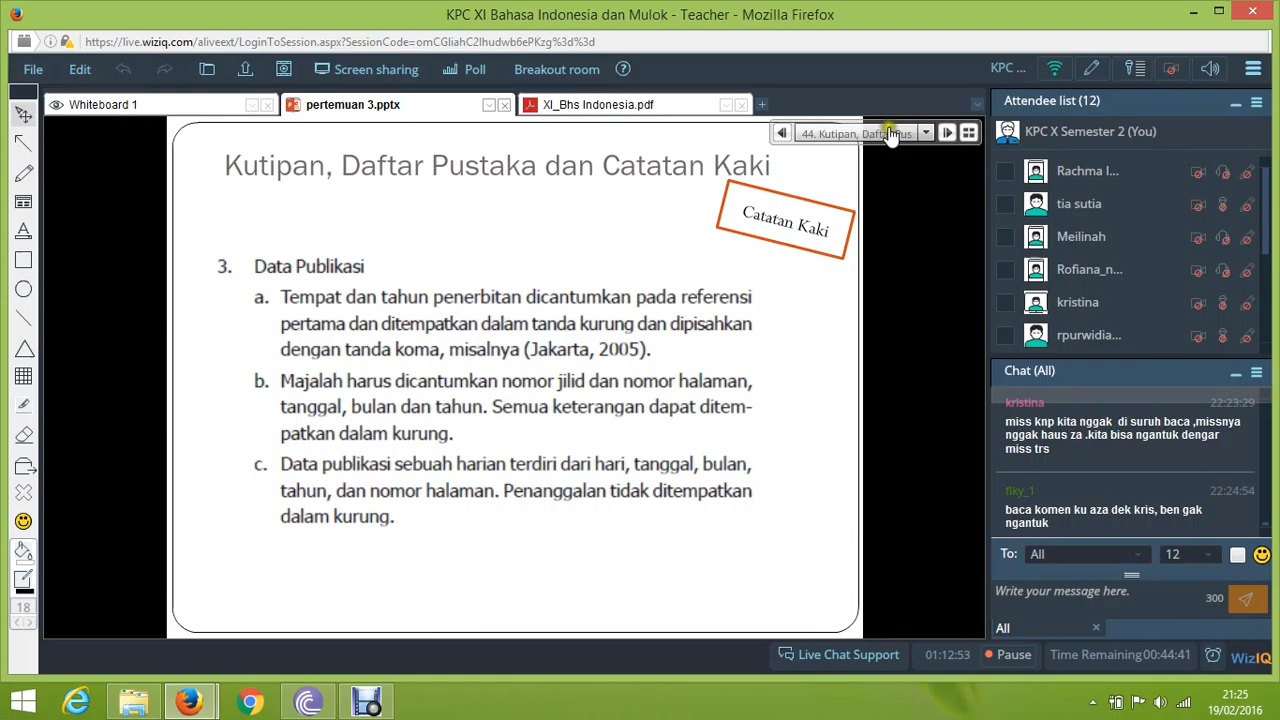 KPC XI Bahasa Indonesia dan Mulok - Teacher - Mozilla Firefox
https://live.wiziq.com/aliveext/LoginToSession.aspx?SessionCode=omCGliahC2lhudwb6ePKzg%3d%3d
File Edit Screen sharing Poll Breakout room KPC ...
Whiteboard 1 pertemuan 3.pptx XI_Bhs Indonesia.pdf
Attendee list (12)
44. Kutipan,
KPC X Semester 2 (You)
Kutipan, Daftar Pustaka dan Catatan Kaki
Catatan Kaki
3. Data Publikasi
a. Tempat dan tahun penerbitan dicantumkan pada referensi
pertama dan ditempatkan dalam tanda kurung dan dipisahkan
dengan tanda koma, misalnya (Jakarta, 2005).
b. Majalah harus dicantumkan nomor jilid dan nomor halaman,
tanggal, bulan dan tahun. Semua keterangan dapat ditem-
patkan dalam kurung.
c. Data publikasi sebuah harian terdiri dari hari, tanggal, bulan,
tahun, dan nomor halaman. Penanggalan tidak ditempatkan
dalam kurung.
Rachma I...
tia sutia
Meilinah
Rofiana_n...
kristina
rpurwidia...
Chat (All)
kristina 22:23:29
miss knp kita nggak di suruh baca ,missnya
nggak haus za .kita bisa ngantuk dengar
miss trs
fiky_1 22:24:54
baca komen ku aza dek kris, ben gak
ngantuk
To: All 12
Write your message here. 300
All
18
Live Chat Support 01:12:53 Pause Time Remaining 00:44:41 WizIQ
21:25
19/02/2016